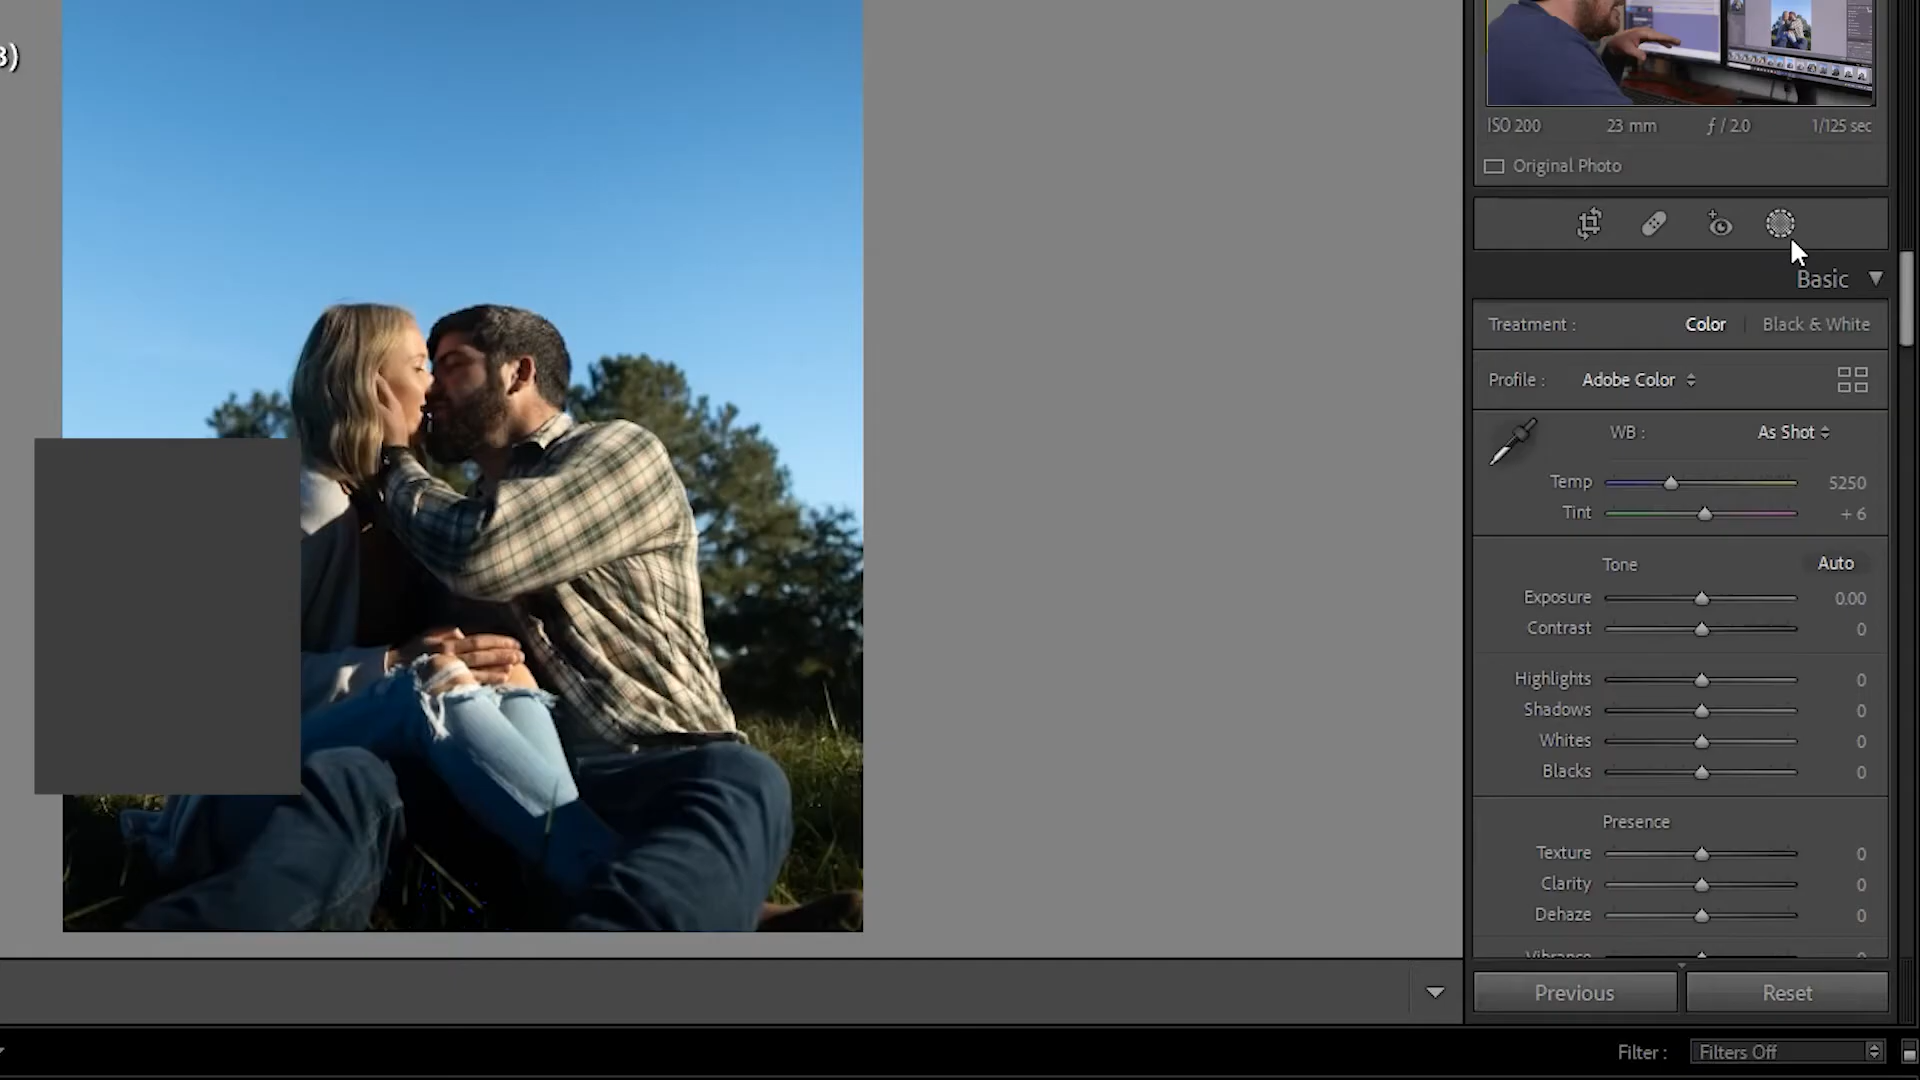 3)
ISO 200 23 mm ƒ / 2.0 1/125 sec
Original Photo
Basic
Treatment : Color Black & White
Profile : Adobe Color
WB : As Shot
Temp 5250
Tint + 6
Tone Auto
Exposure 0.00
Contrast 0
Highlights 0
Shadows 0
Whites 0
Blacks 0
Presence
Texture 0
Clarity 0
Dehaze 0
Vibrance 0
Previous Reset
Filter : Filters Off